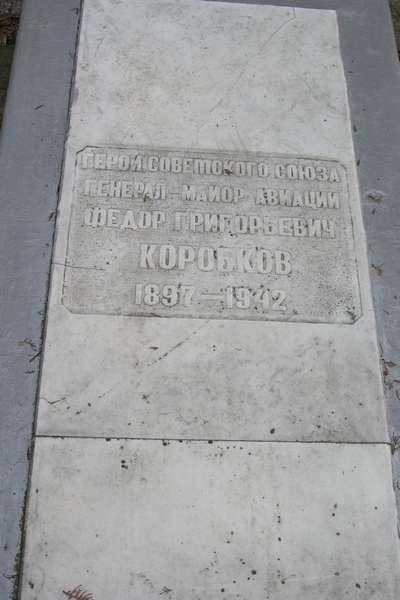 ГЕРОЙ СОВЕТСКОГО СОЮЗА
ГЕНЕРАЛ-МАЙОР АВИАЦИИ
ФЕДОР ГРИГОРЬЕВИЧ
КОРОБКОВ
1897—1942